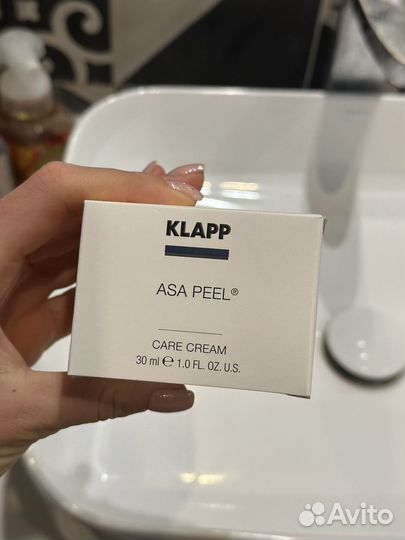 KLAPP
ASA PEEL®
CARE CREAM
30 ml ℮ 1.0 FL. OZ. U.S.
Avito